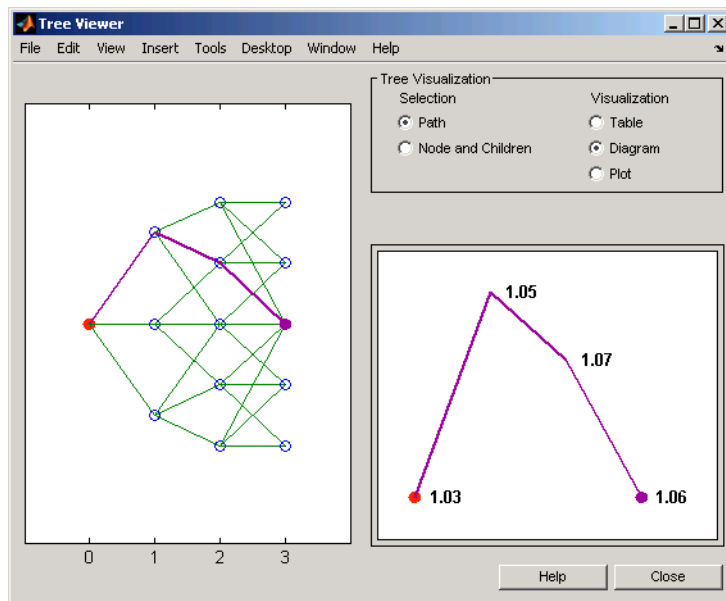 Tree Viewer
File Edit View Insert Tools Desktop Window Help
Tree Visualization
Selection Visualization
Path Table
Node and Children Diagram
Plot
1.05
1.07
1.03 1.06
0 1 2 3
Help Close